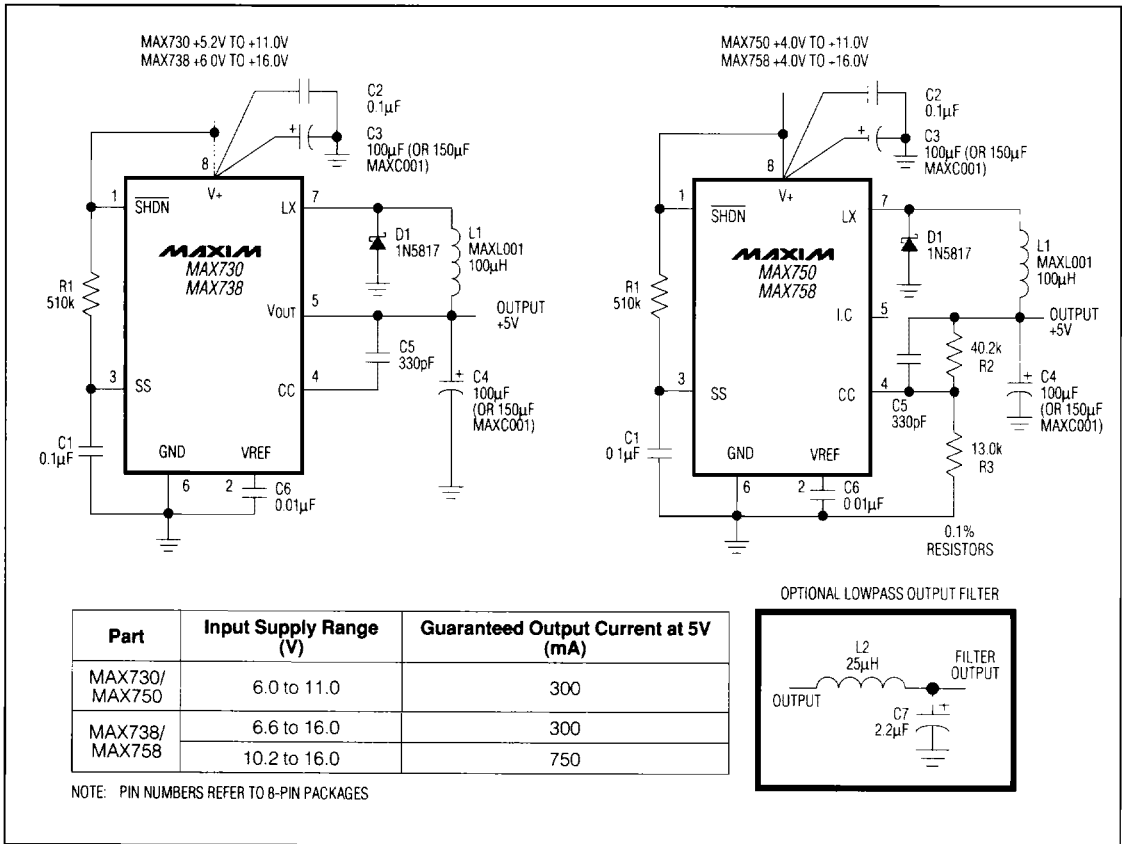 MAX730 +5.2V TO +11.0V
MAX738 +6.0V TO +16.0V
C2
0.1µF
C3
100µF (OR 150µF
MAXC001)
+
8
V+
1
SHDN
LX
7
MAXIM
MAX730
MAX738
D1
1N5817
L1
MAXL001
100µH
R1
510k
VOUT
5
OUTPUT
+5V
C5
330pF
3
SS
CC
4
+
C4
100µF
(OR 150µF
MAXC001)
C1
0.1µF
GND
VREF
6
2
C6
0.01µF
MAX750 +4.0V TO +11.0V
MAX758 +4.0V TO +16.0V
C2
0.1µF
C3
100µF (OR 150µF
MAXC001)
+
8
V+
1
SHDN
LX
7
MAXIM
MAX750
MAX758
D1
1N5817
L1
MAXL001
100µH
R1
510k
I.C
5
OUTPUT
+5V
40.2k
R2
3
SS
CC
4
C5
330pF
+
C4
100µF
(OR 150µF
MAXC001)
13.0k
R3
C1
0 1µF
GND
VREF
6
2
C6
0 01µF
0.1%
RESISTORS
Part Input Supply Range (V) Guaranteed Output Current at 5V (mA)
MAX730/
MAX750 6.0 to 11.0 300
MAX738/
MAX758 6.6 to 16.0 300
10.2 to 16.0 750
NOTE: PIN NUMBERS REFER TO 8-PIN PACKAGES
OPTIONAL LOWPASS OUTPUT FILTER
L2
25µH
FILTER
OUTPUT
OUTPUT
C7
2.2µF
+